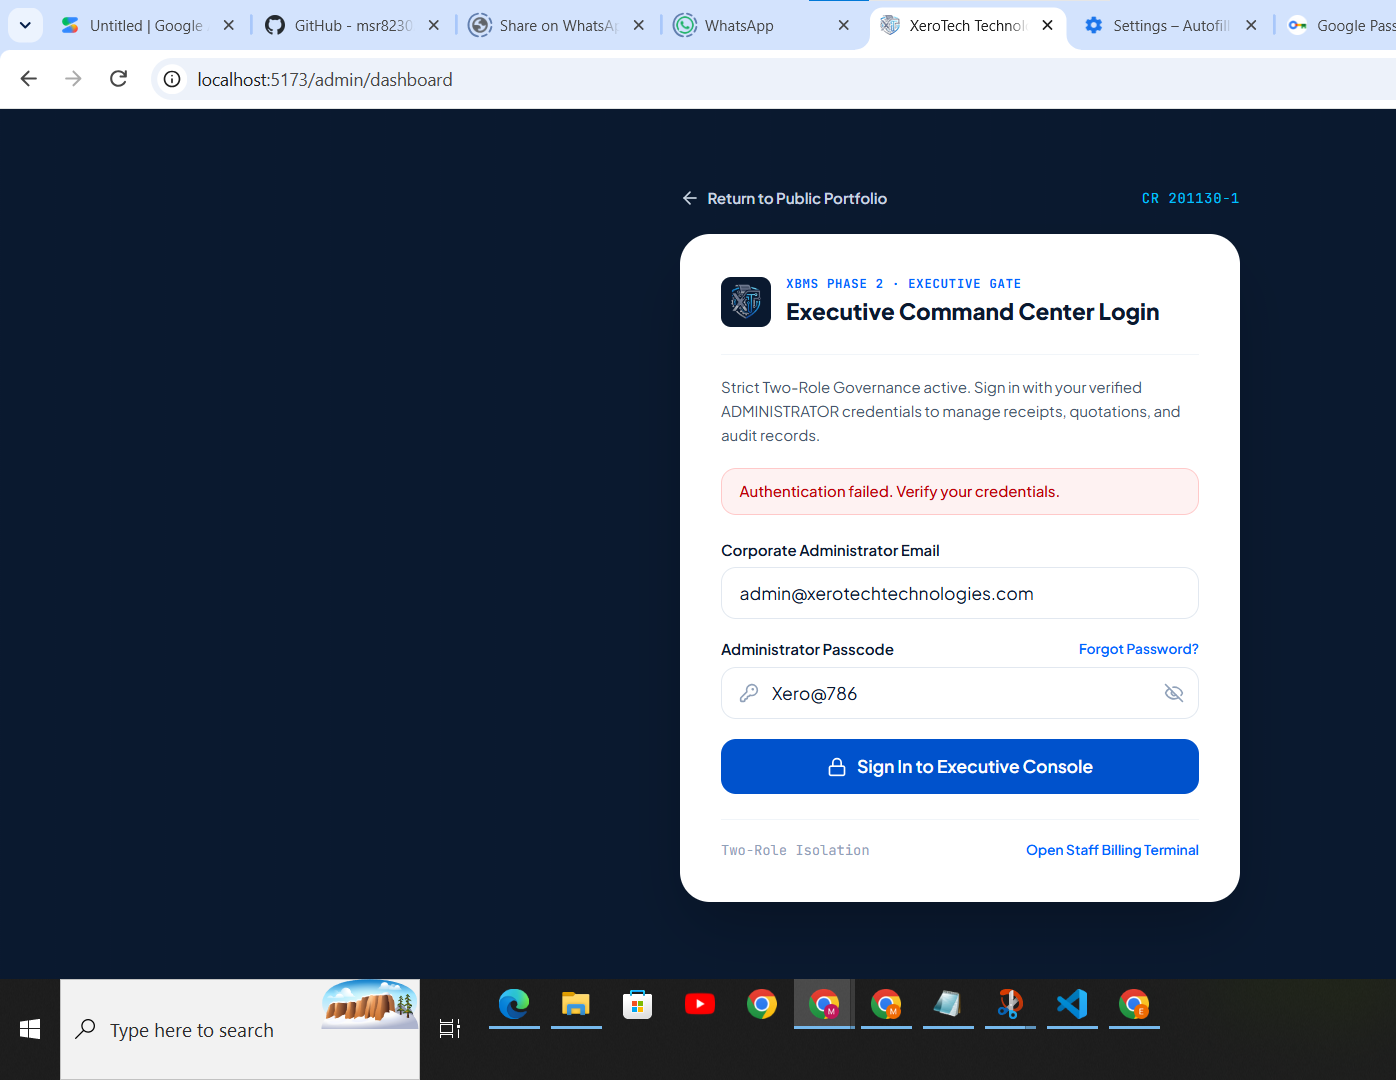 Untitled | Google
GitHub - msr8230
Share on WhatsAp
WhatsApp
XeroTech Technol
Settings – Autofill
Google Pass
localhost:5173/admin/dashboard
Return to Public Portfolio
CR 201130-1
XBMS PHASE 2 · EXECUTIVE GATE
Executive Command Center Login
Strict Two-Role Governance active. Sign in with your verified
ADMINISTRATOR credentials to manage receipts, quotations, and
audit records.
Authentication failed. Verify your credentials.
Corporate Administrator Email
admin@xerotechtechnologies.com
Administrator Passcode
Forgot Password?
Xero@786
Sign In to Executive Console
Two-Role Isolation
Open Staff Billing Terminal
Type here to search
M
M
E